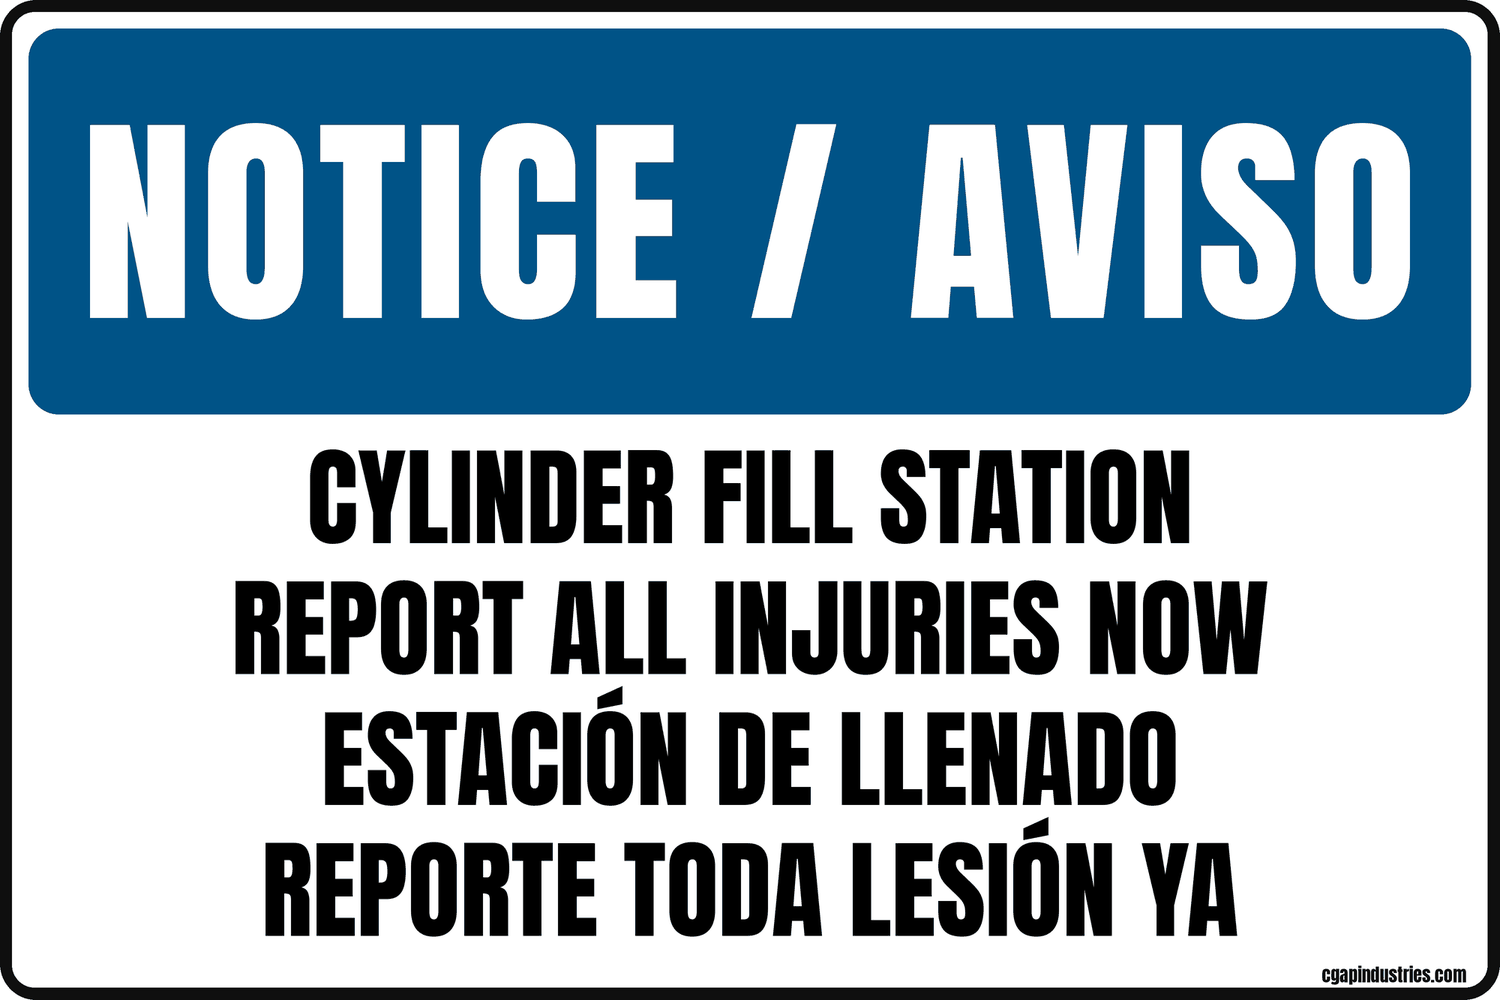 NOTICE / AVISO
CYLINDER FILL STATION
REPORT ALL INJURIES NOW
ESTACIÓN DE LLENADO
REPORTE TODA LESIÓN YA
cgapindustries.com